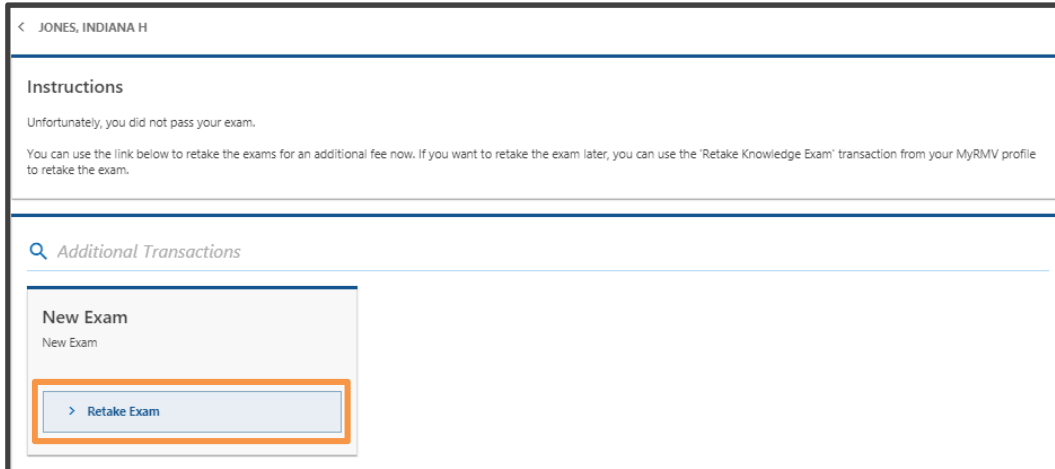 JONES, INDIANA H
Instructions
Unfortunately, you did not pass your exam.
You can use the link below to retake the exams for an additional fee now. If you want to retake the exam later, you can use the 'Retake Knowledge Exam' transaction from your MyRMV profile
to retake the exam.
Additional Transactions
New Exam
New Exam
Retake Exam